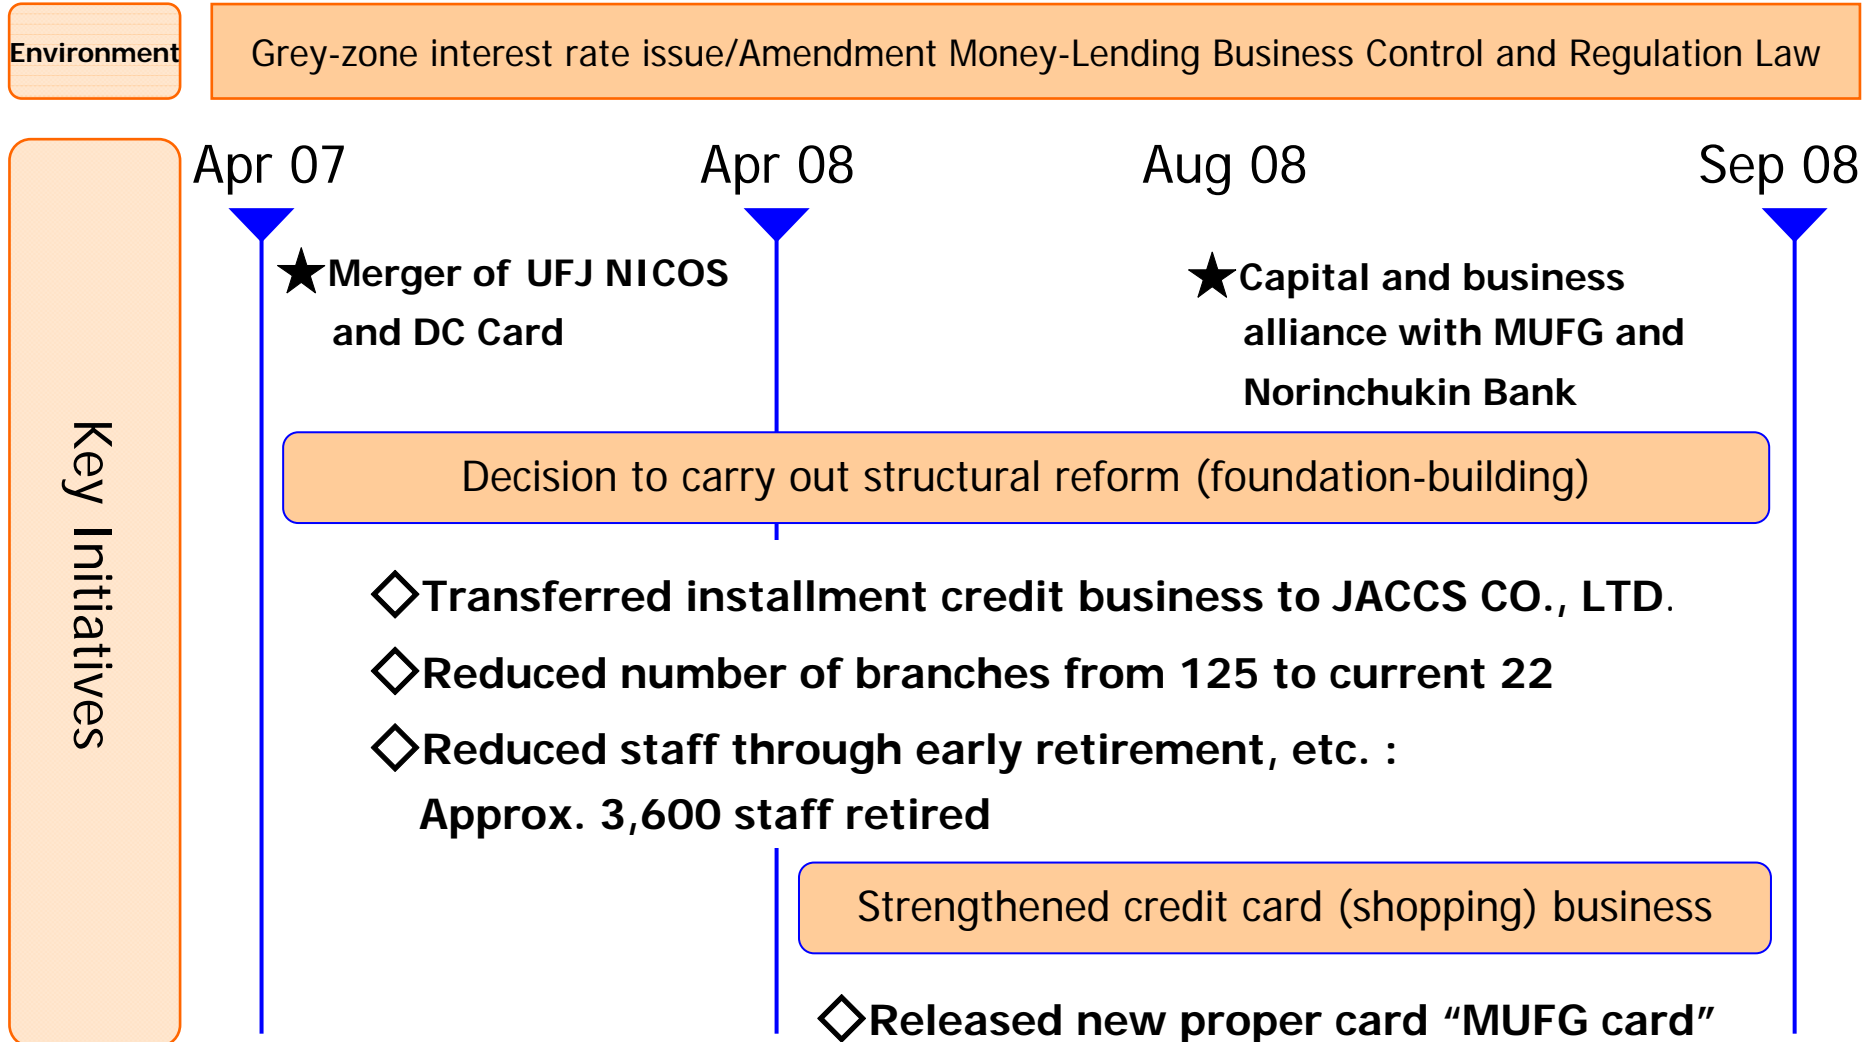 Environment
Grey-zone interest rate issue/Amendment Money-Lending Business Control and Regulation Law
Key Initiatives
Apr 07
Apr 08
Aug 08
Sep 08
★Merger of UFJ NICOS
and DC Card
★Capital and business
alliance with MUFG and
Norinchukin Bank
Decision to carry out structural reform (foundation-building)
◇Transferred installment credit business to JACCS CO., LTD.
◇Reduced number of branches from 125 to current 22
◇Reduced staff through early retirement, etc. :
Approx. 3,600 staff retired
Strengthened credit card (shopping) business
◇Released new proper card “MUFG card”